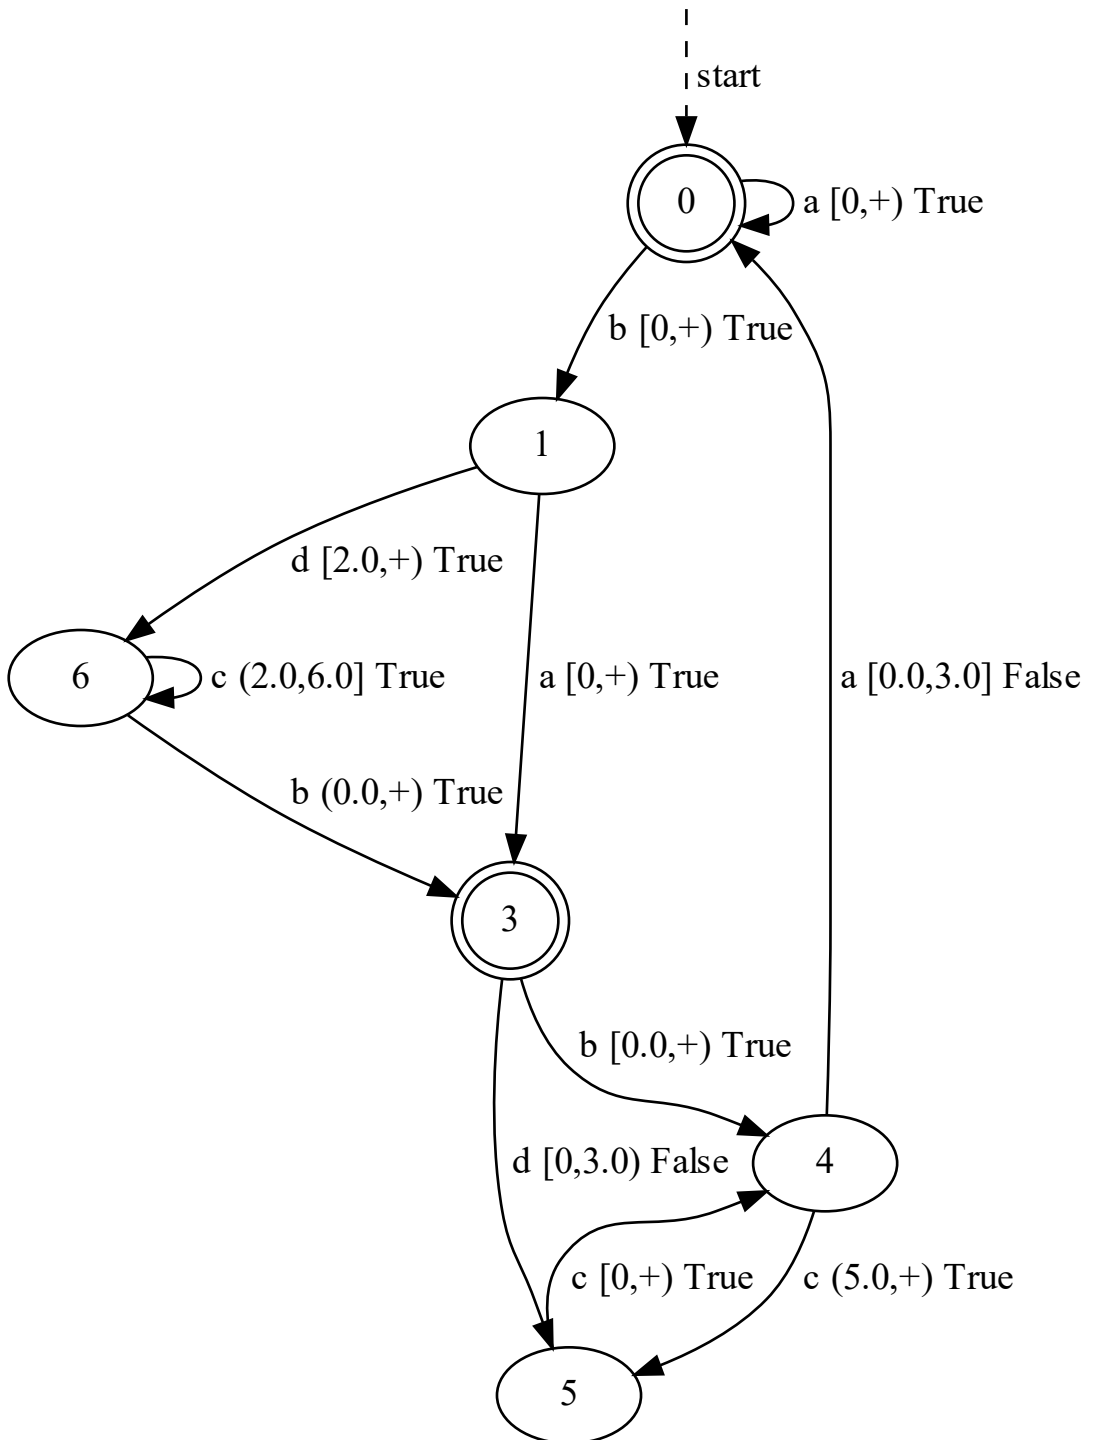 start
0
a [0,+) True
b [0,+) True
1
d [2.0,+) True
6
c (2.0,6.0] True
a [0,+) True
a [0.0,3.0] False
b (0.0,+) True
3
b [0.0,+) True
d [0,3.0) False
4
c [0,+) True
c (5.0,+) True
5